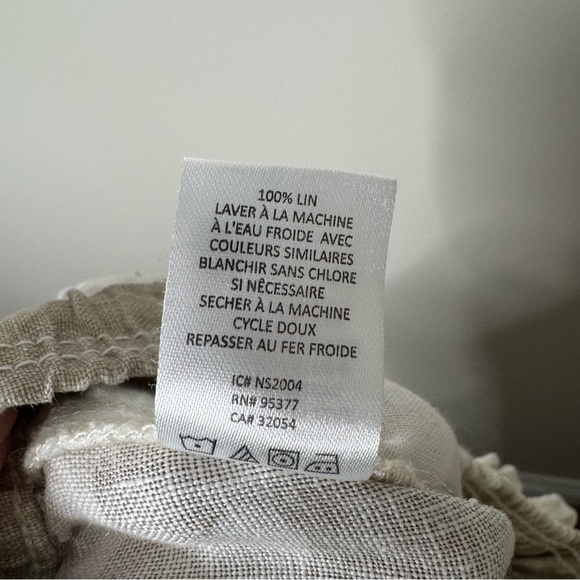 100% LIN
LAVER À LA MACHINE
À L'EAU FROIDE AVEC
COULEURS SIMILAIRES
BLANCHIR SANS CHLORE
SI NÊCESSAIRE
SECHER À LA MACHINE
CYCLE DOUX
REPASSER AU FER FROIDE
IC# NS2004
RN# 95377
CA# 32054